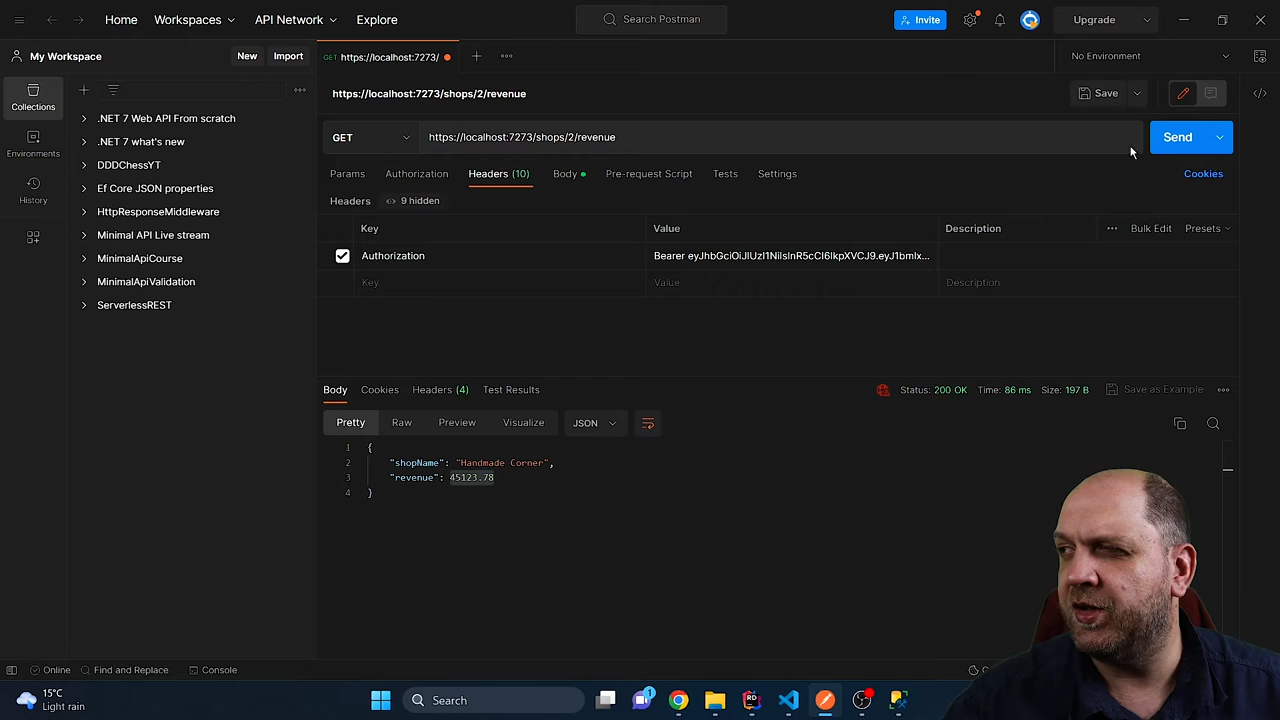 Home Workspaces API Network Explore Search Postman Invite Upgrade
My Workspace New Import GET https://localhost:7273/ No Environment
Collections
Environments
History
.NET 7 Web API From scratch
.NET 7 what's new
DDDChessYT
Ef Core JSON properties
HttpResponseMiddleware
Minimal API Live stream
MinimalApiCourse
MinimalApiValidation
ServerlessREST
https://localhost:7273/shops/2/revenue Save
GET https://localhost:7273/shops/2/revenue Send
Params Authorization Headers (10) Body Pre-request Script Tests Settings Cookies
Headers 9 hidden
Key Value Description Bulk Edit Presets
Authorization Bearer
Key Value Description
Body Cookies Headers (4) Test Results Status: 200 OK Time: 86 ms Size: 197 B Save as Example
Pretty Raw Preview Visualize JSON
1 {
2 "shopName": "Handmade Corner",
3 "revenue": 45123.78
4 }
Online Find and Replace Console
15°C
Light rain
Search
1
RD